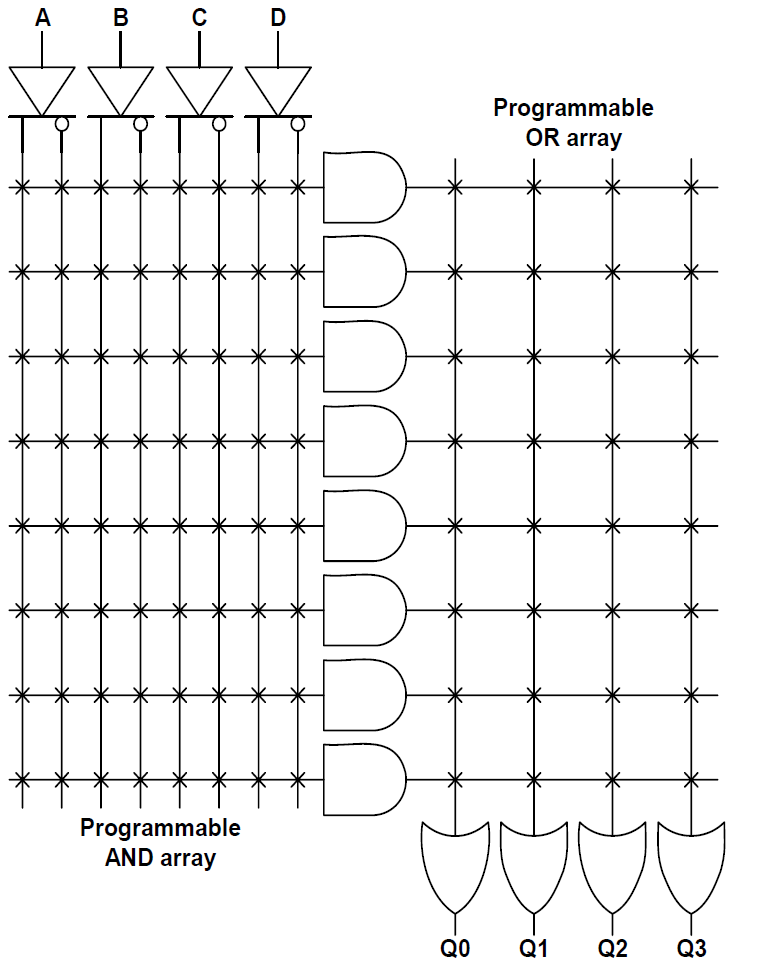 A B C D
Programmable
OR array
Programmable
AND array
Q0 Q1 Q2 Q3